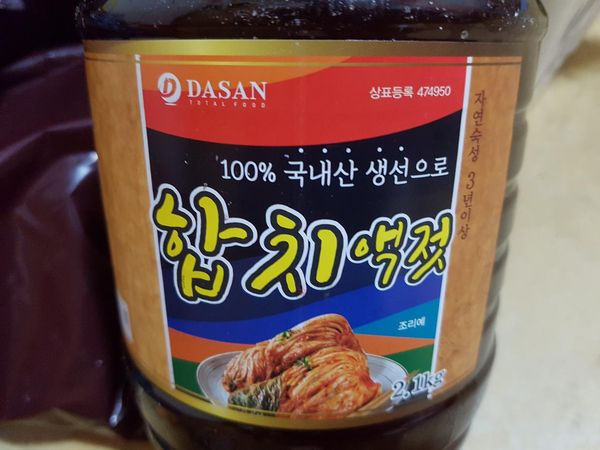 DASAN
TOTAL FOOD
상표등록 474950
자연숙성 3년이상
100% 국내산 생선으로
합치액젓
조리예
2.1kg